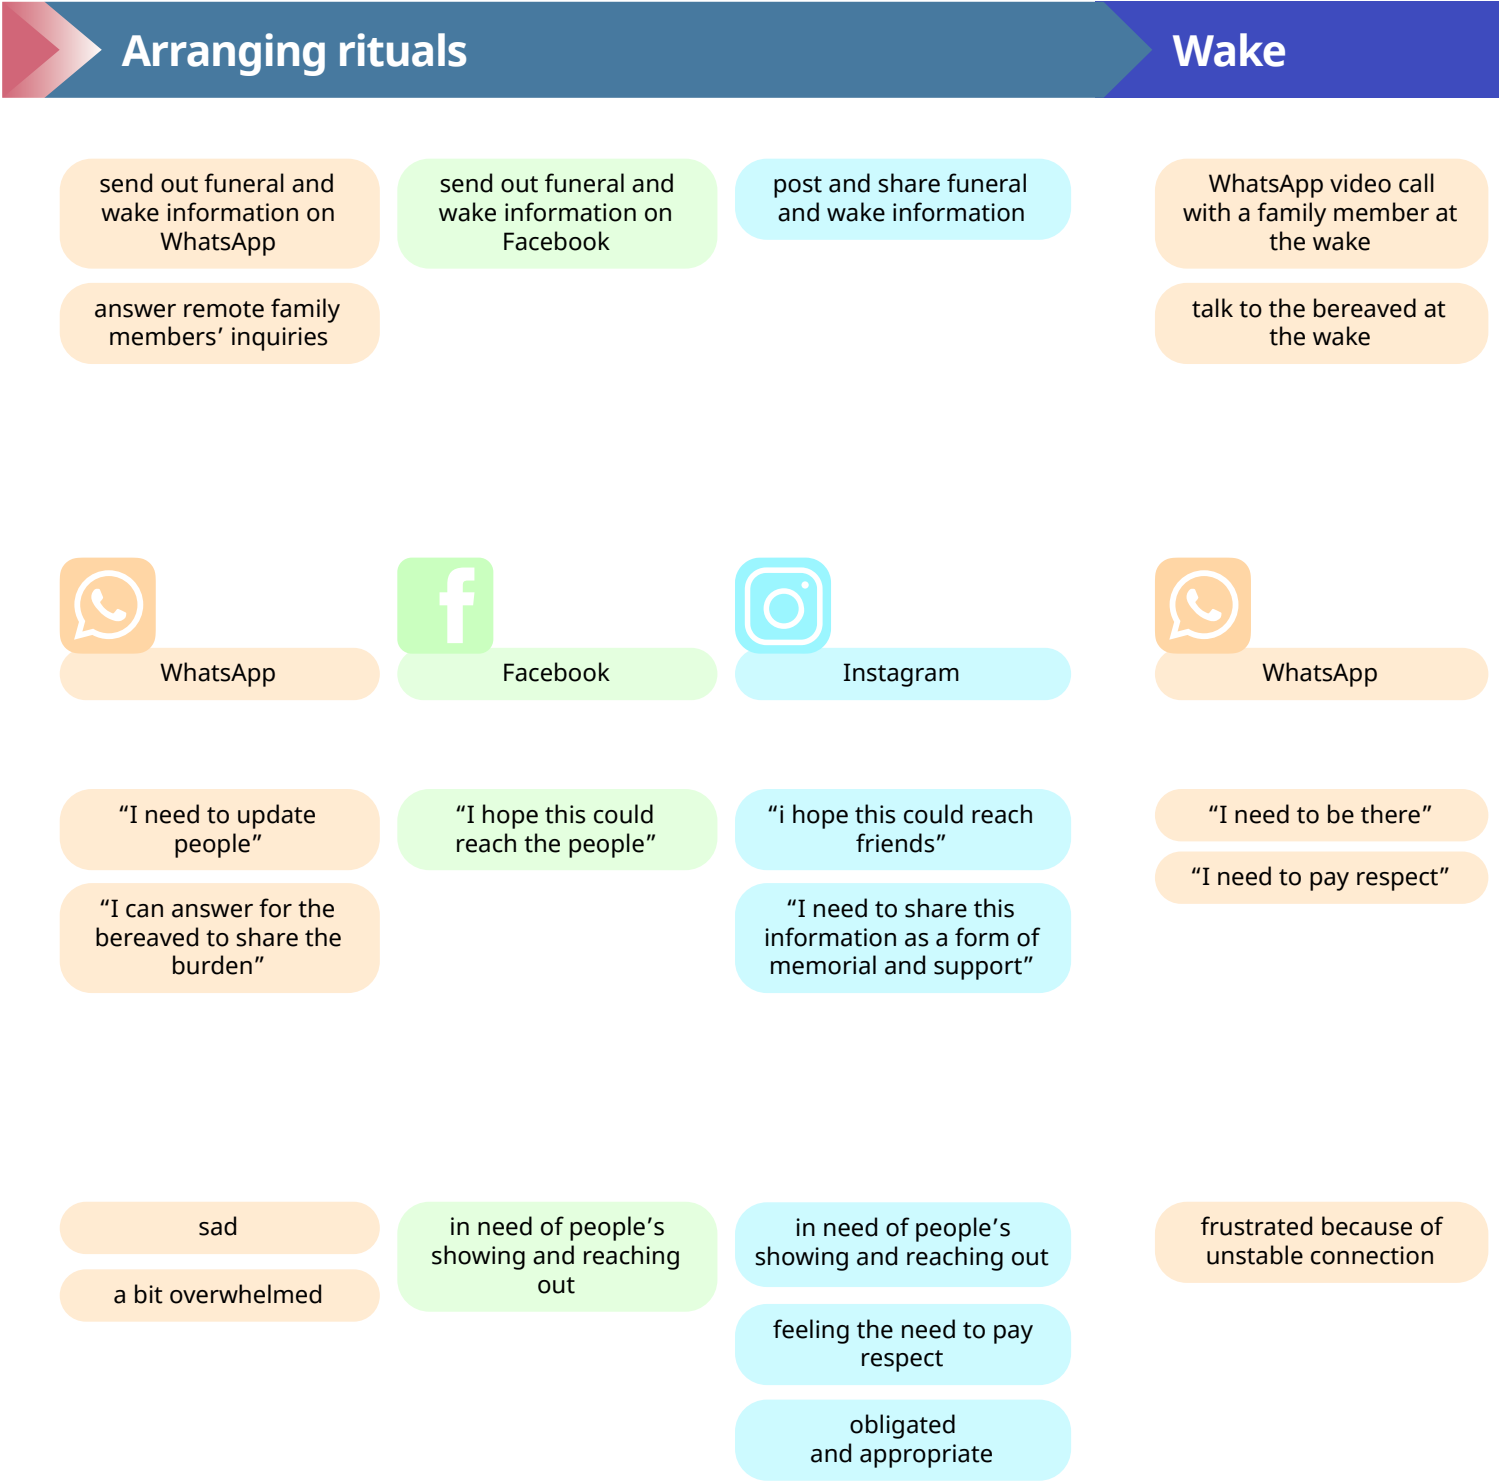 Arranging rituals
Wake
send out funeral and
wake information on
WhatsApp
send out funeral and
wake information on
Facebook
post and share funeral
and wake information
WhatsApp video call
with a family member at
the wake
answer remote family
members’ inquiries
talk to the bereaved at
the wake
WhatsApp
Facebook
Instagram
WhatsApp
“I need to update
people”
“I hope this could
reach the people”
“i hope this could reach
friends”
“I need to be there”
“I need to pay respect”
“I can answer for the
bereaved to share the
burden”
“I need to share this
information as a form of
memorial and support”
sad
a bit overwhelmed
in need of people’s
showing and reaching
out
in need of people’s
showing and reaching out
feeling the need to pay
respect
obligated
and appropriate
frustrated because of
unstable connection